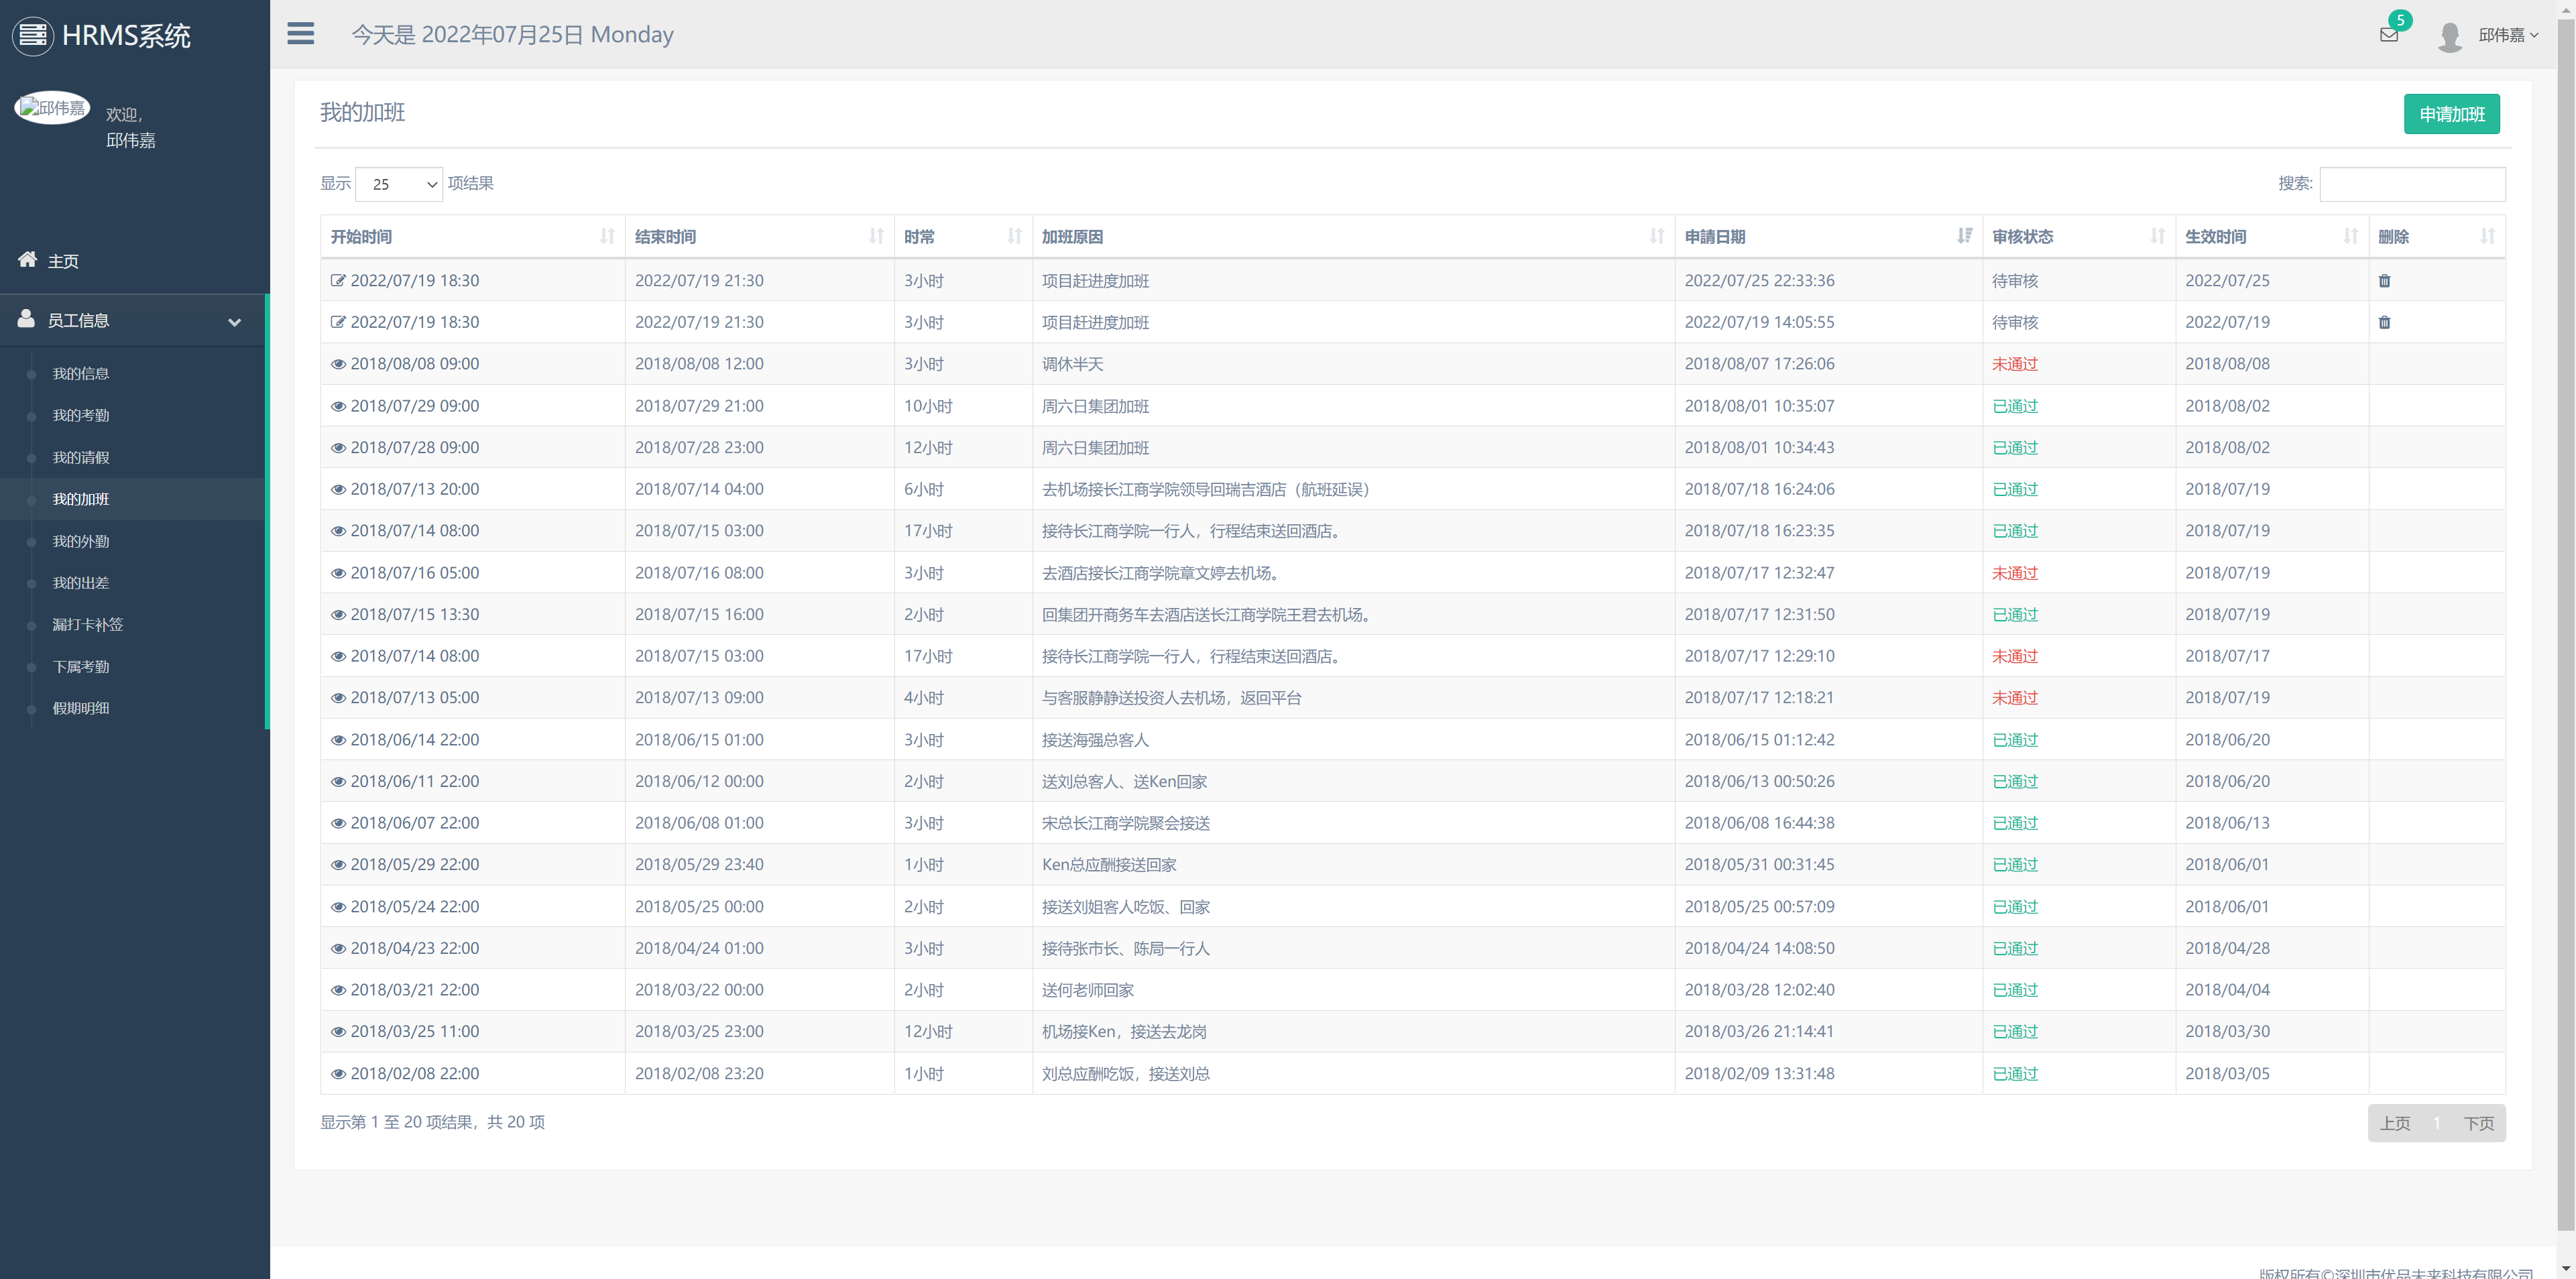 HRMS系统
今天是 2022年07月25日 Monday
5
邱伟嘉
邱伟嘉
欢迎,
邱伟嘉
主页
员工信息
我的信息
我的考勤
我的请假
我的加班
我的外勤
我的出差
漏打卡补签
下属考勤
假期明细
我的加班
申请加班
显示 25 项结果
搜索:
开始时间 结束时间 时常 加班原因 申請日期 审核状态 生效时间 删除
2022/07/19 18:30 2022/07/19 21:30 3小时 项目赶进度加班 2022/07/25 22:33:36 待审核 2022/07/25
2022/07/19 18:30 2022/07/19 21:30 3小时 项目赶进度加班 2022/07/19 14:05:55 待审核 2022/07/19
2018/08/08 09:00 2018/08/08 12:00 3小时 调休半天 2018/08/07 17:26:06 未通过 2018/08/08
2018/07/29 09:00 2018/07/29 21:00 10小时 周六日集团加班 2018/08/01 10:35:07 已通过 2018/08/02
2018/07/28 09:00 2018/07/28 23:00 12小时 周六日集团加班 2018/08/01 10:34:43 已通过 2018/08/02
2018/07/13 20:00 2018/07/14 04:00 6小时 去机场接长江商学院领导回瑞吉酒店（航班延误） 2018/07/18 16:24:06 已通过 2018/07/19
2018/07/14 08:00 2018/07/15 03:00 17小时 接待长江商学院一行人，行程结束送回酒店。 2018/07/18 16:23:35 已通过 2018/07/19
2018/07/16 05:00 2018/07/16 08:00 3小时 去酒店接长江商学院章文婷去机场。 2018/07/17 12:32:47 未通过 2018/07/19
2018/07/15 13:30 2018/07/15 16:00 2小时 回集团开商务车去酒店送长江商学院王君去机场。 2018/07/17 12:31:50 已通过 2018/07/19
2018/07/14 08:00 2018/07/15 03:00 17小时 接待长江商学院一行人，行程结束送回酒店。 2018/07/17 12:29:10 未通过 2018/07/17
2018/07/13 05:00 2018/07/13 09:00 4小时 与客服静静送投资人去机场，返回平台 2018/07/17 12:18:21 未通过 2018/07/19
2018/06/14 22:00 2018/06/15 01:00 3小时 接送海强总客人 2018/06/15 01:12:42 已通过 2018/06/20
2018/06/11 22:00 2018/06/12 00:00 2小时 送刘总客人、送Ken回家 2018/06/13 00:50:26 已通过 2018/06/20
2018/06/07 22:00 2018/06/08 01:00 3小时 宋总长江商学院聚会接送 2018/06/08 16:44:38 已通过 2018/06/13
2018/05/29 22:00 2018/05/29 23:40 1小时 Ken总应酬接送回家 2018/05/31 00:31:45 已通过 2018/06/01
2018/05/24 22:00 2018/05/25 00:00 2小时 接送刘姐客人吃饭、回家 2018/05/25 00:57:09 已通过 2018/06/01
2018/04/23 22:00 2018/04/24 01:00 3小时 接待张市长、陈局一行人 2018/04/24 14:08:50 已通过 2018/04/28
2018/03/21 22:00 2018/03/22 00:00 2小时 送何老师回家 2018/03/28 12:02:40 已通过 2018/04/04
2018/03/25 11:00 2018/03/25 23:00 12小时 机场接Ken，接送去龙岗 2018/03/26 21:14:41 已通过 2018/03/30
2018/02/08 22:00 2018/02/08 23:20 1小时 刘总应酬吃饭，接送刘总 2018/02/09 13:31:48 已通过 2018/03/05
显示第 1 至 20 项结果，共 20 项
上页 1 下页
版权所有©深圳市优品未来科技有限公司